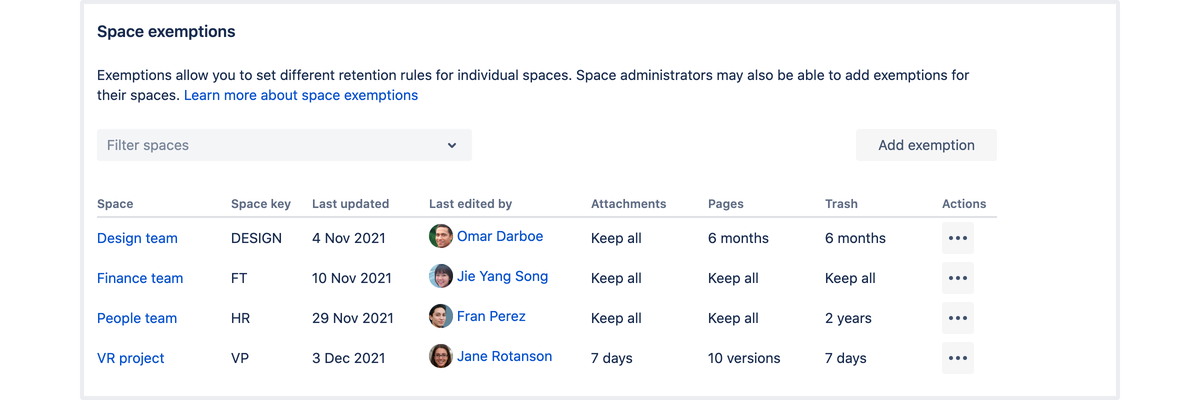 Space exemptions
Exemptions allow you to set different retention rules for individual spaces. Space administrators may also be able to add exemptions for
their spaces. Learn more about space exemptions
Filter spaces Add exemption
Space Space key Last updated Last edited by Attachments Pages Trash Actions
Design team DESIGN 4 Nov 2021 Omar Darboe Keep all 6 months 6 months
Finance team FT 10 Nov 2021 Jie Yang Song Keep all Keep all Keep all
People team HR 29 Nov 2021 Fran Perez Keep all Keep all 2 years
VR project VP 3 Dec 2021 Jane Rotanson 7 days 10 versions 7 days